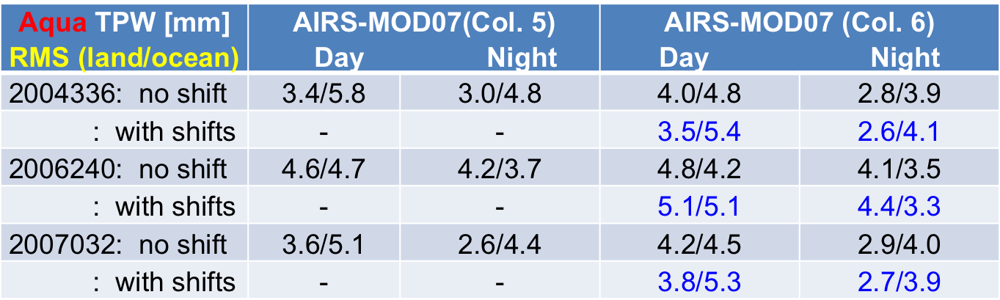 Aqua TPW [mm] AIRS-MOD07(Col. 5) AIRS-MOD07 (Col. 6)
RMS (land/ocean) Day Night Day Night
2004336: no shift 3.4/5.8 3.0/4.8 4.0/4.8 2.8/3.9
: with shifts - - 3.5/5.4 2.6/4.1
2006240: no shift 4.6/4.7 4.2/3.7 4.8/4.2 4.1/3.5
: with shifts - - 5.1/5.1 4.4/3.3
2007032: no shift 3.6/5.1 2.6/4.4 4.2/4.5 2.9/4.0
: with shifts - - 3.8/5.3 2.7/3.9